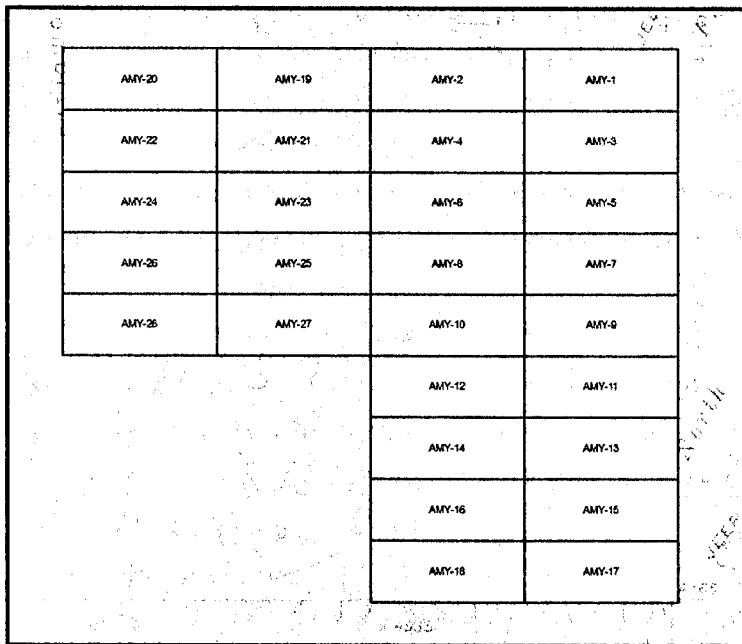 AMY-20 AMY-19 AMY-2 AMY-1
AMY-22 AMY-21 AMY-4 AMY-3
AMY-24 AMY-23 AMY-6 AMY-5
AMY-26 AMY-25 AMY-8 AMY-7
AMY-28 AMY-27 AMY-10 AMY-9
AMY-12 AMY-11
North
AMY-14 AMY-13
AMY-16 AMY-15
AMY-18 AMY-17